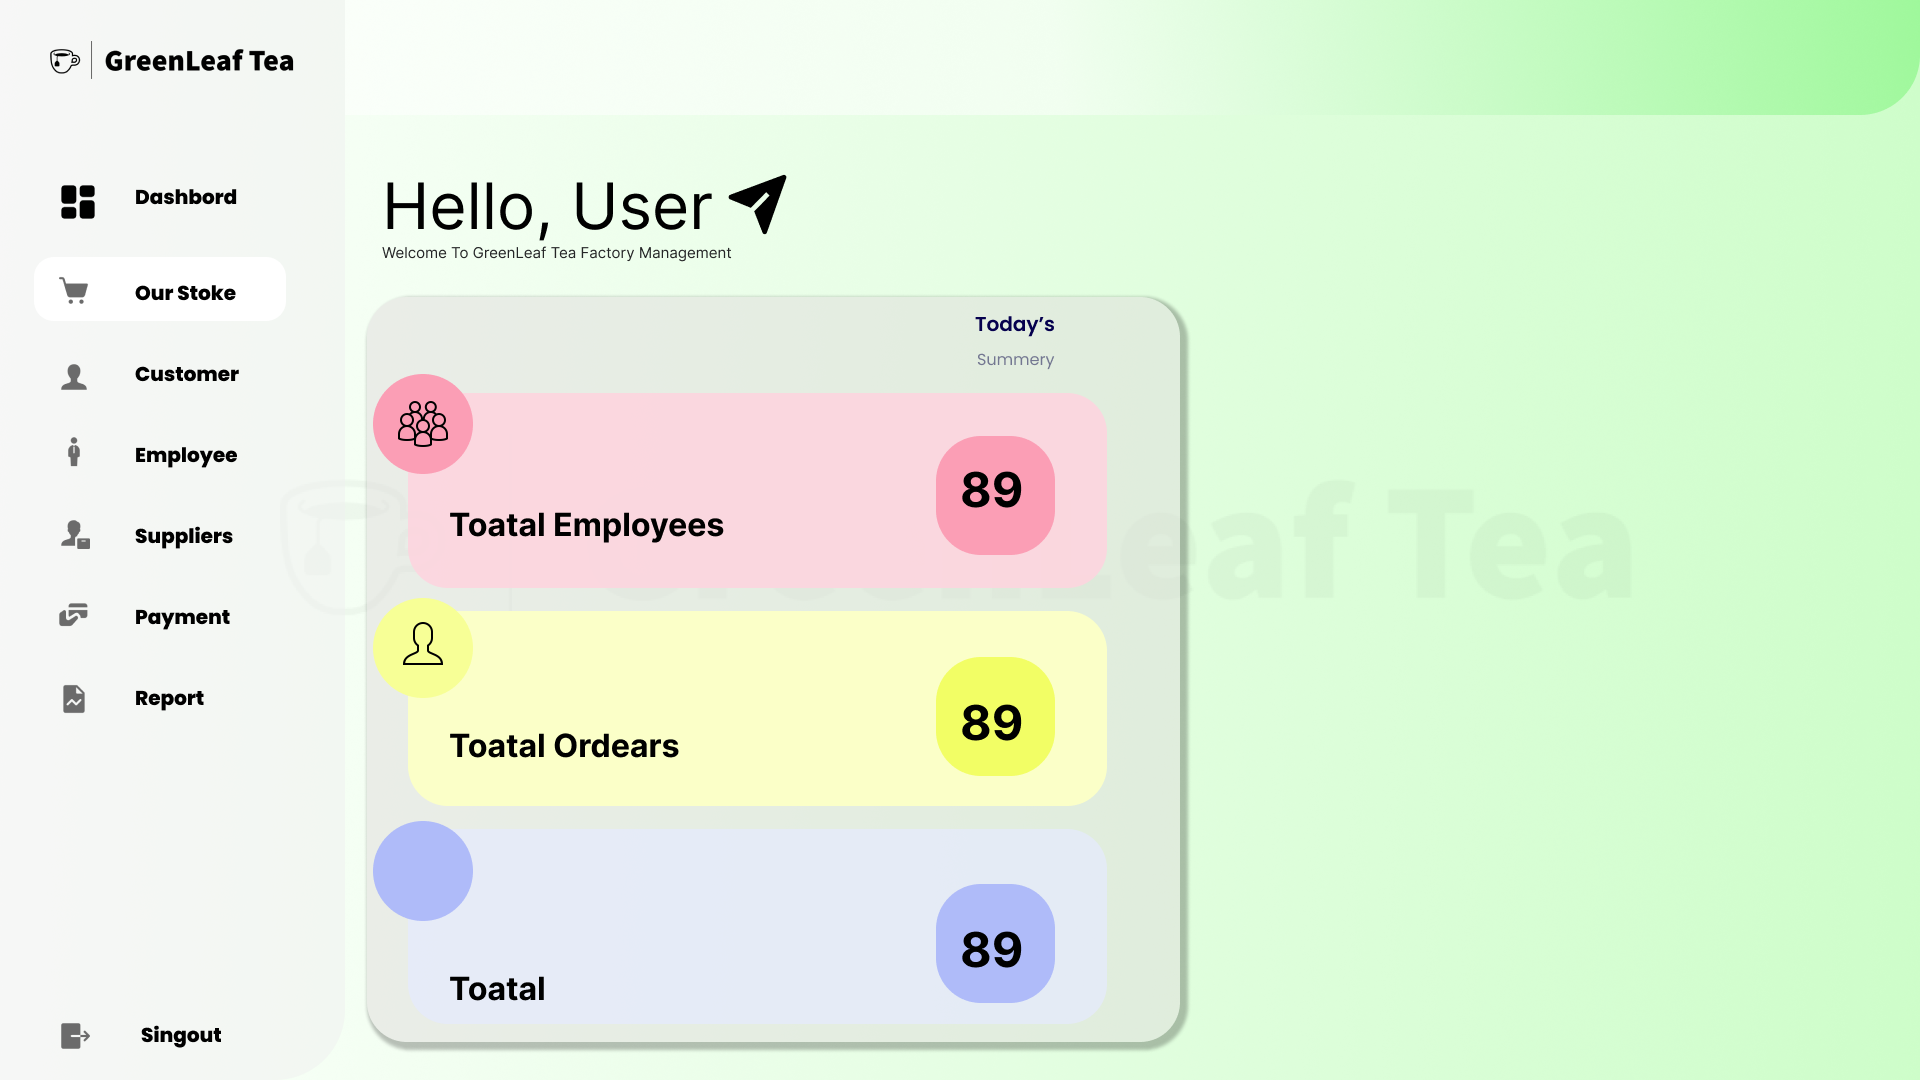 GreenLeaf Tea
Dashbord
Our Stoke
Customer
Employee
Suppliers
Payment
Report
Singout
Hello, User
Welcome To GreenLeaf Tea Factory Management
Today’s
Summery
Toatal Employees
89
Toatal Ordears
89
Toatal
89
GreenLeaf Tea